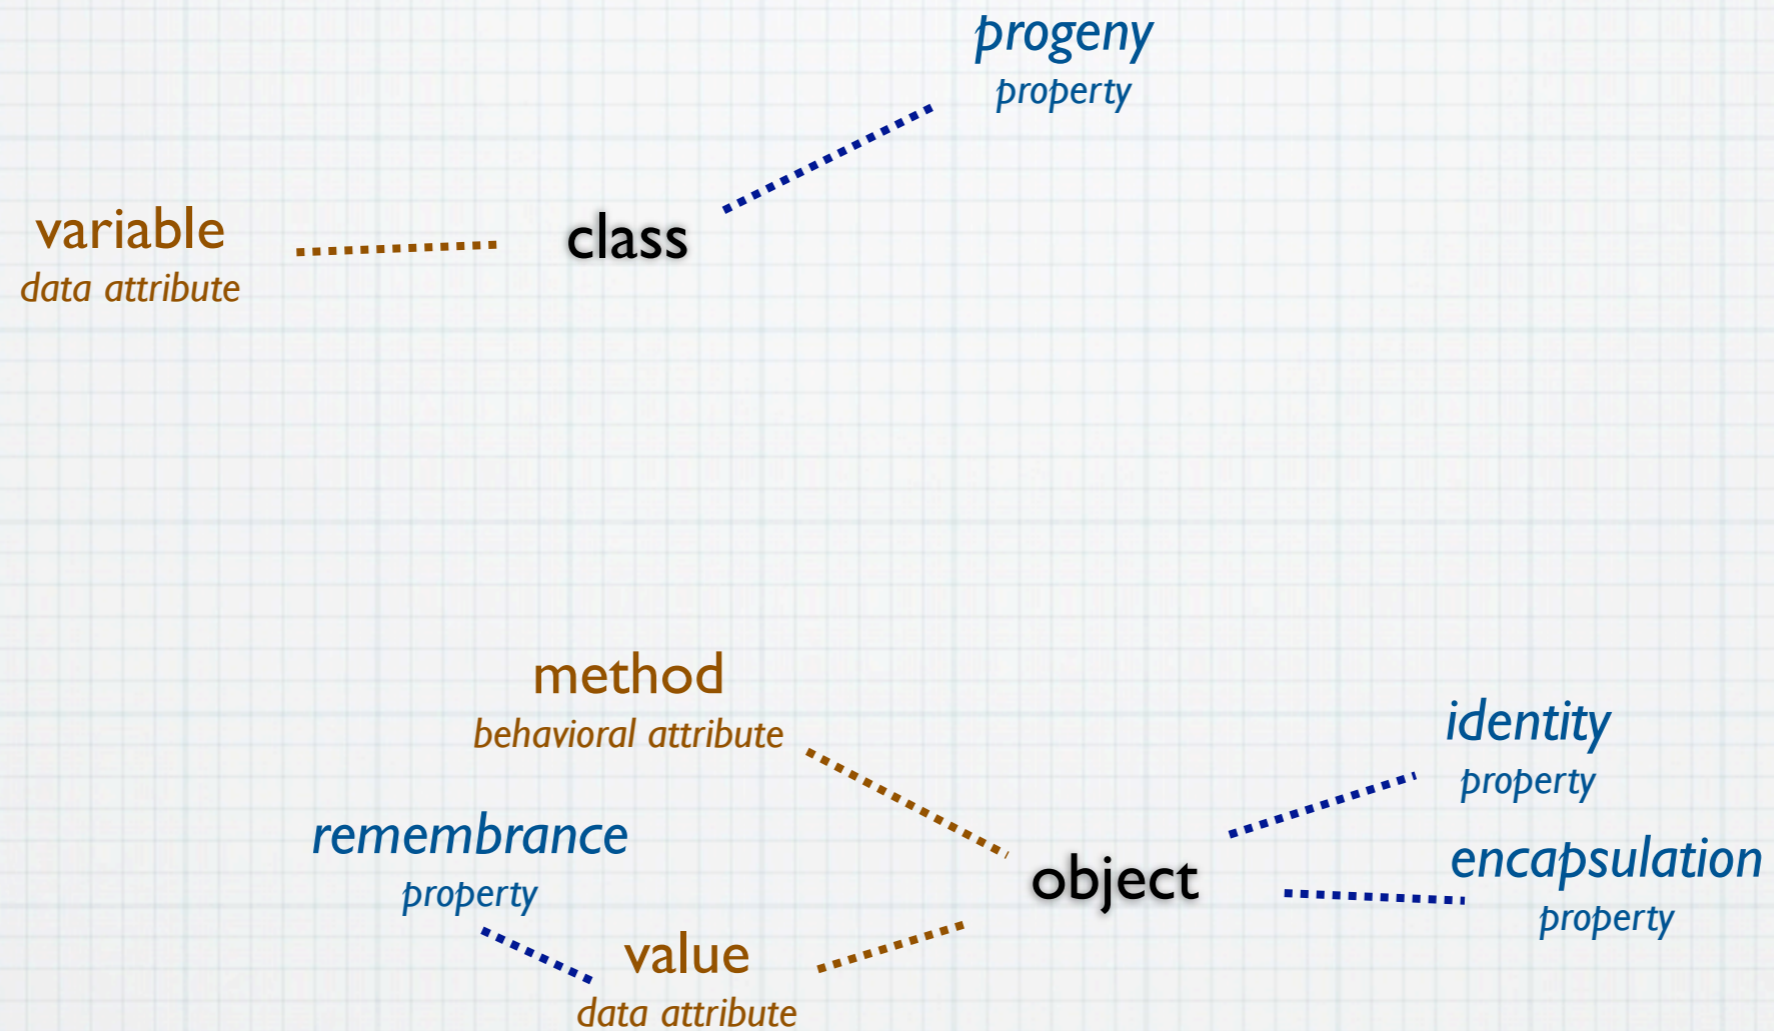 progeny
property
variable
data attribute
class
method
behavioral attribute
identity
property
remembrance
property
object
encapsulation
property
value
data attribute